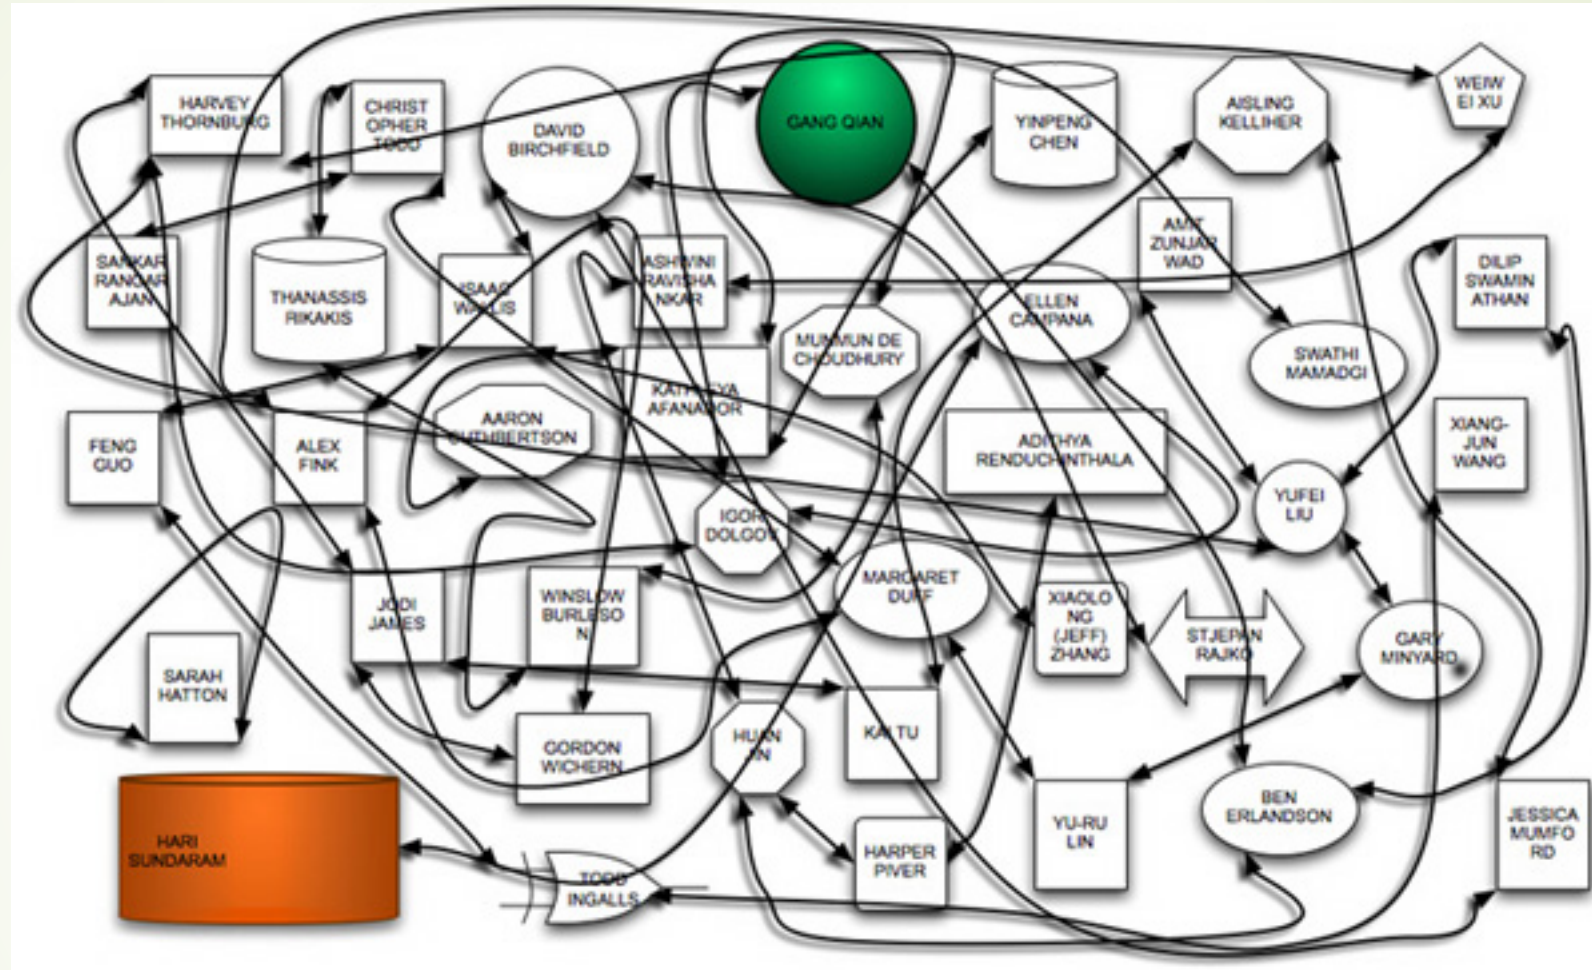 HARVEY
THORNBURG
CHRIST
OPHER
TODD
DAVID
BIRCHFIELD
GANG QIAN
YINPENG
CHEN
AISLING
KELLIHER
WEIW
EI XU
SANKAR
RANGAR
AJAN
THANASSIS
RIKAKIS
ISAAC
WALLIS
ASHWINI
RAVISHA
NKAR
MUNMUN DE
CHOUDHURY
ELLEN
CAMPANA
AMIT
ZUNJAR
WAD
SWATHI
MAMADGI
DILIP
SWAMIN
ATHAN
FENG
GUO
ALEX
FINK
AARON
CUTHBERTSON
AFANADOR
IGOR
DOLGOV
ADITHYA
RENDUCHINTHALA
YUFEI
LIU
XIANG-
JUN
WANG
SARAH
HATTON
JODI
JAMES
WINSLOW
BURLESO
N
MARGARET
DUFF
XIAOLO
NG
(JEFF)
ZHANG
STJEPAN
RAJKO
GARY
MINYARD
GORDON
WICHERN
HUAN
JIN
KAI TU
HARI
SUNDARAM
TODD
INGALLS
HARPER
PIVER
YU-RU
LIN
BEN
ERLANDSON
JESSICA
MUMFO
RD